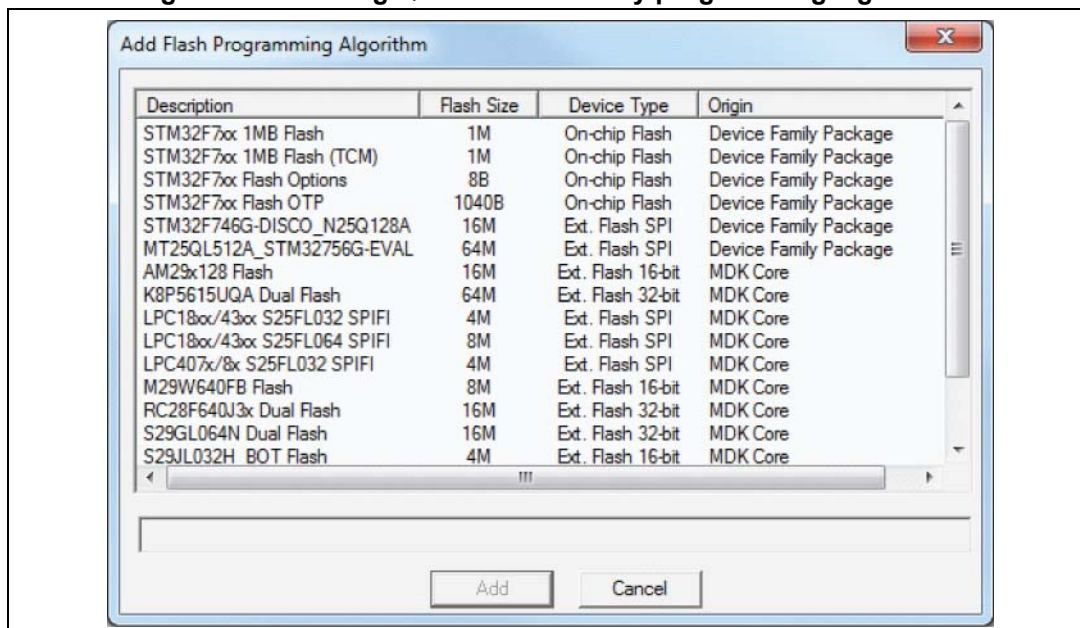 Add Flash Programming Algorithm
Description Flash Size Device Type Origin
STM32F7xx 1MB Flash 1M On-chip Flash Device Family Package
STM32F7xx 1MB Flash (TCM) 1M On-chip Flash Device Family Package
STM32F7xx Flash Options 8B On-chip Flash Device Family Package
STM32F7xx Flash OTP 1040B On-chip Flash Device Family Package
STM32F746G-DISCO_N25Q128A 16M Ext. Flash SPI Device Family Package
MT25QL512A_STM32756G-EVAL 64M Ext. Flash SPI Device Family Package
AM29x128 Flash 16M Ext. Flash 16-bit MDK Core
K8P5615UQA Dual Flash 64M Ext. Flash 32-bit MDK Core
LPC18xx/43xx S25FL032 SPIFI 4M Ext. Flash SPI MDK Core
LPC18xx/43xx S25FL064 SPIFI 8M Ext. Flash SPI MDK Core
LPC407x/8x S25FL032 SPIFI 4M Ext. Flash SPI MDK Core
M29W640FB Flash 8M Ext. Flash 16-bit MDK Core
RC28F640J3x Dual Flash 16M Ext. Flash 32-bit MDK Core
S29GL064N Dual Flash 16M Ext. Flash 32-bit MDK Core
S29JL032H_BOT Flash 4M Ext. Flash 16-bit MDK Core
Add Cancel